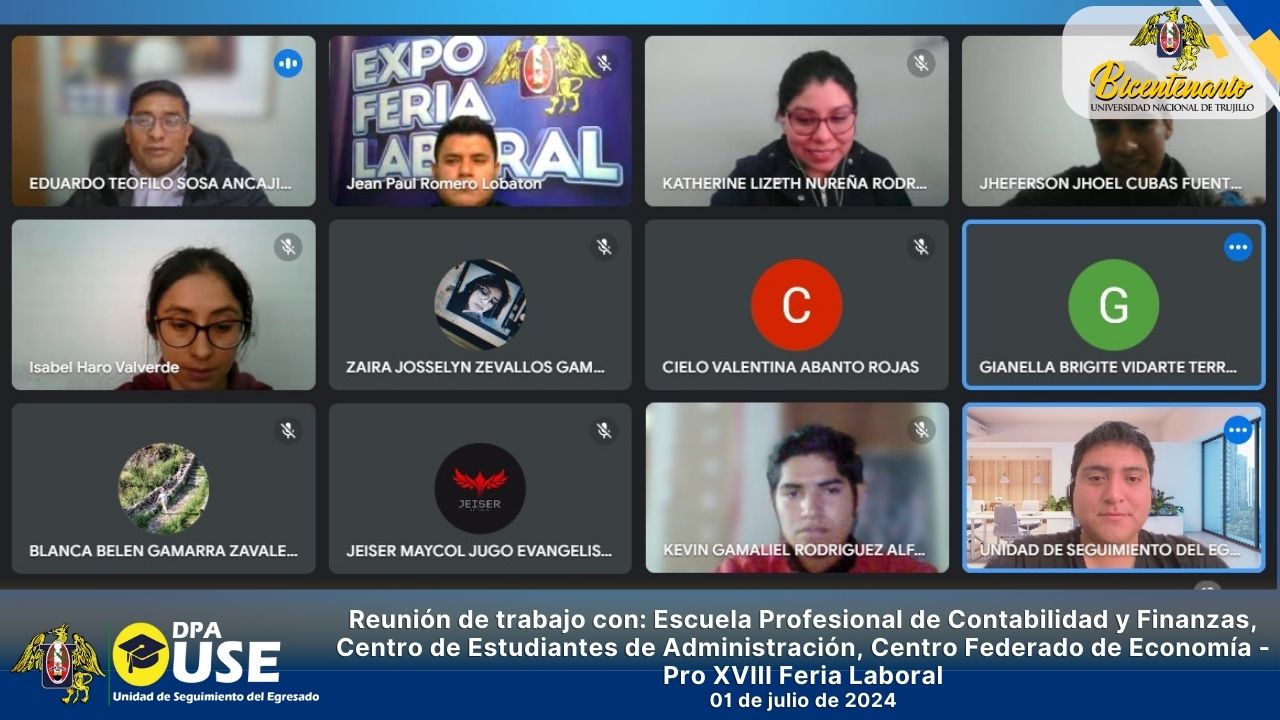 Bicentenario
UNIVERSIDAD NACIONAL DE TRUJILLO
EXPO
FERIA
LABORAL
EDUARDO TEOFILO SOSA ANCAJI...
Jean Paul Romero Lobaton
KATHERINE LIZETH NUREÑA RODR...
JHEFERSON JHOEL CUBAS FUENT...
Isabel Haro Valverde
ZAIRA JOSSELYN ZEVALLOS GAM...
C
CIELO VALENTINA ABANTO ROJAS
G
GIANELLA BRIGITE VIDARTE TERR...
BLANCA BELEN GAMARRA ZAVALE...
JEISER
JEISER MAYCOL JUGO EVANGELIS...
KEVIN GAMALIEL RODRIGUEZ ALF...
UNIDAD DE SEGUIMIENTO DEL EG...
DPA
USE
Unidad de Seguimiento del Egresado
Reunión de trabajo con: Escuela Profesional de Contabilidad y Finanzas,
Centro de Estudiantes de Administración, Centro Federado de Economía -
Pro XVIII Feria Laboral
01 de julio de 2024